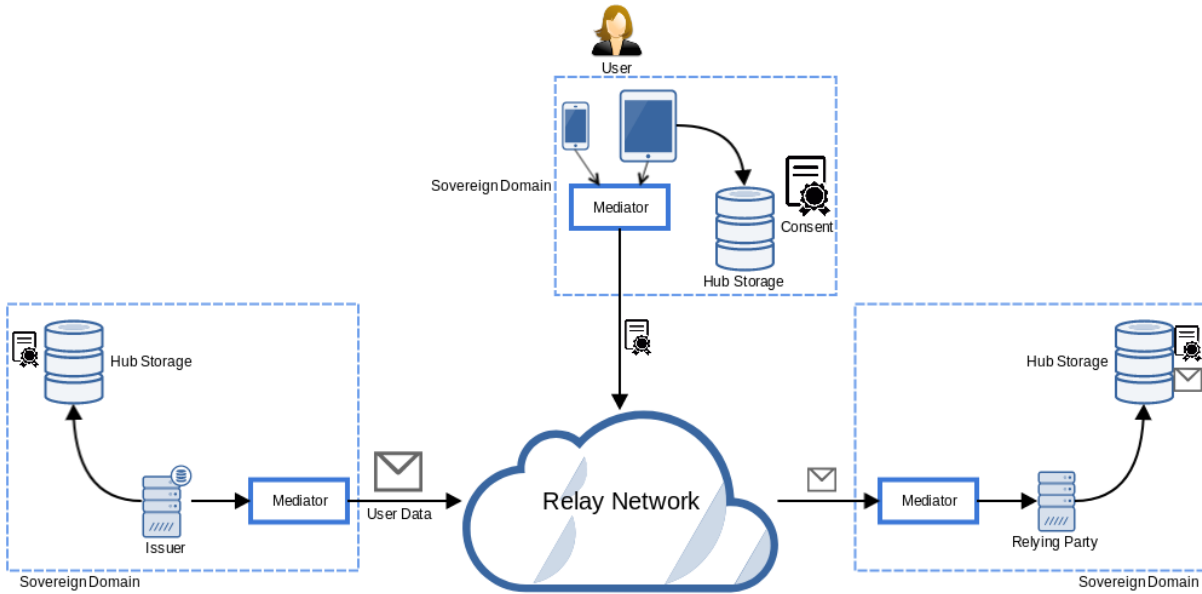 User
Sovereign Domain
Mediator
Consent
Hub Storage
Hub Storage
Hub Storage
Relay Network
Mediator
User Data
Issuer
Mediator
Relying Party
Sovereign Domain
Sovereign Domain